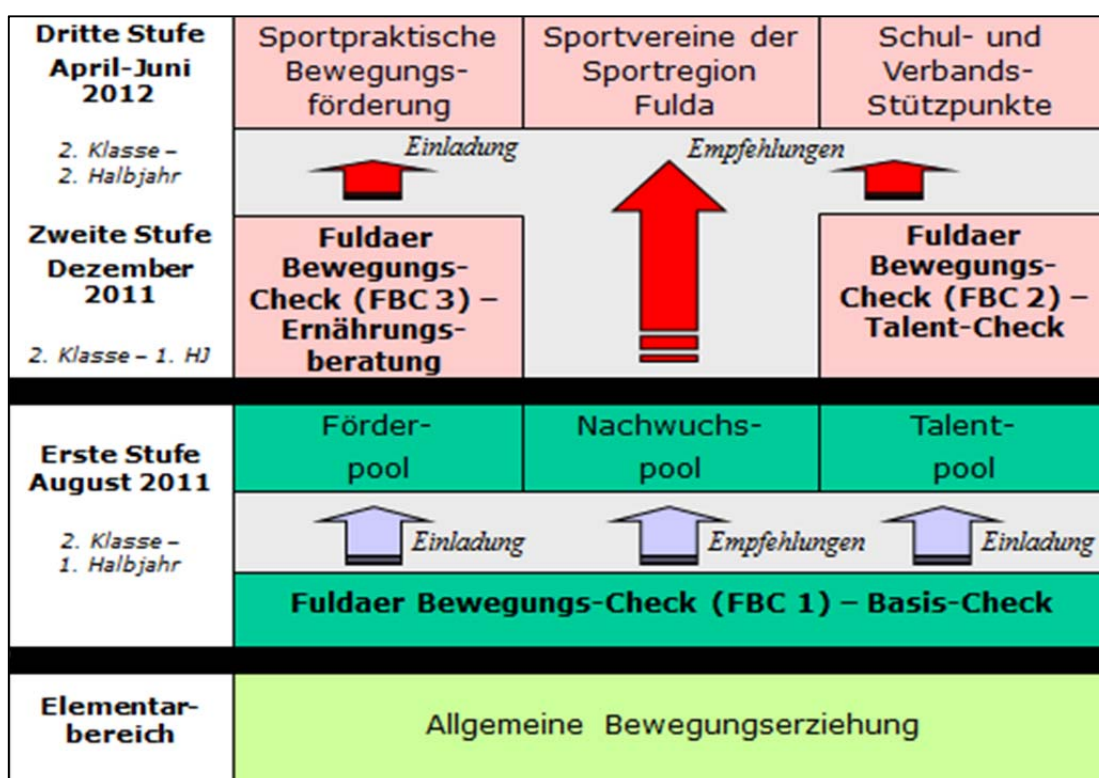 Dritte Stufe
April-Juni
2012
2. Klasse –
2. Halbjahr
Sportpraktische
Bewegungs-
förderung
Sportvereine der
Sportregion
Fulda
Schul- und
Verbands-
Stützpunkte
Einladung
Empfehlungen
Zweite Stufe
Dezember
2011
2. Klasse – 1. HJ
Fuldaer
Bewegungs-
Check (FBC 3) –
Ernährungs-
beratung
Fuldaer
Bewegungs-
Check (FBC 2) –
Talent-Check
Erste Stufe
August 2011
2. Klasse –
1. Halbjahr
Förder-
pool
Nachwuchs-
pool
Talent-
pool
Einladung
Empfehlungen
Einladung
Fuldaer Bewegungs-Check (FBC 1) – Basis-Check
Elementar-
bereich
Allgemeine Bewegungserziehung